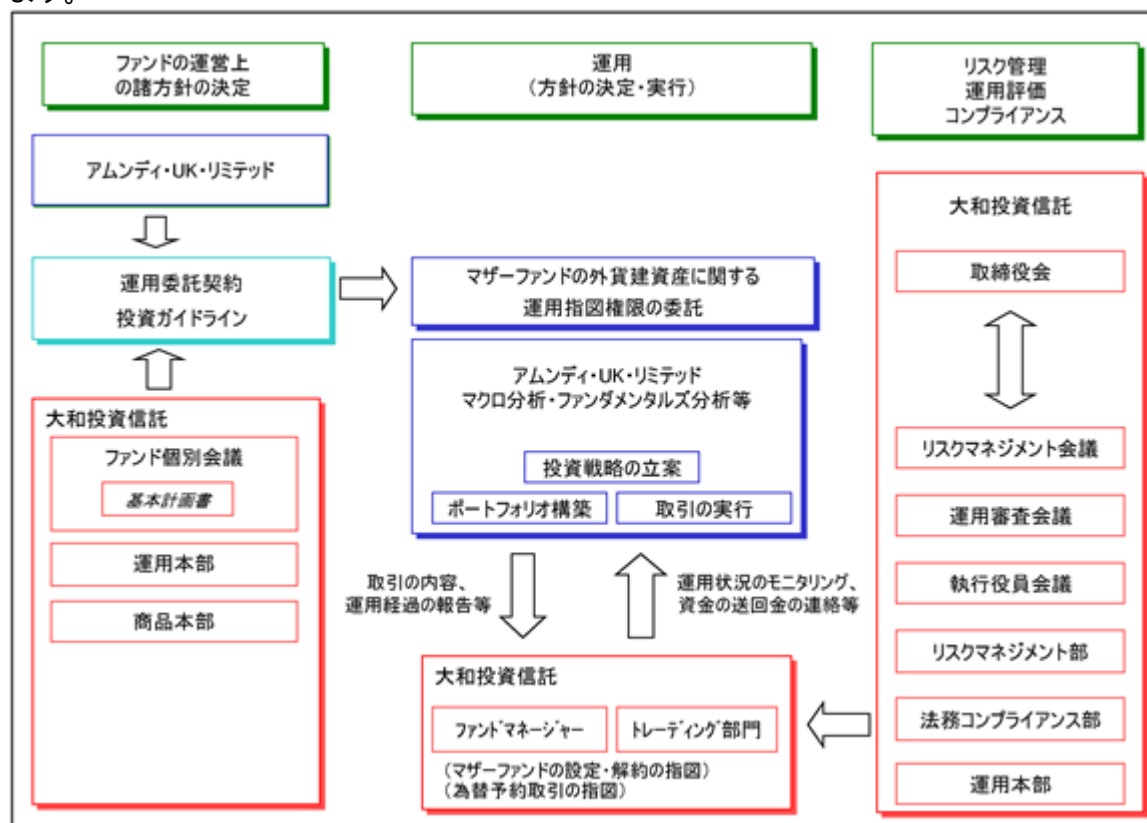 ます。
ファンドの運営上
の諸方針の決定
運用
(方針の決定・実行)
リスク管理
運用評価
コンプライアンス
アムンディ・UK・リミテッド
運用委託契約
投資ガイドライン
マザーファンドの外貨建資産に関する
運用指図権限の委託
大和投資信託
ファンド個別会議
基本計画書
運用本部
商品本部
アムンディ・UK・リミテッド
マクロ分析・ファンダメンタルズ分析等
投資戦略の立案
ポートフォリオ構築
取引の実行
取引の内容、
運用経過の報告等
運用状況のモニタリング、
資金の送回金の連絡等
大和投資信託
ファンドマネージャー
トレーディング部門
(マザーファンドの設定・解約の指図)
(為替予約取引の指図)
大和投資信託
取締役会
リスクマネジメント会議
運用審査会議
執行役員会議
リスクマネジメント部
法務コンプライアンス部
運用本部